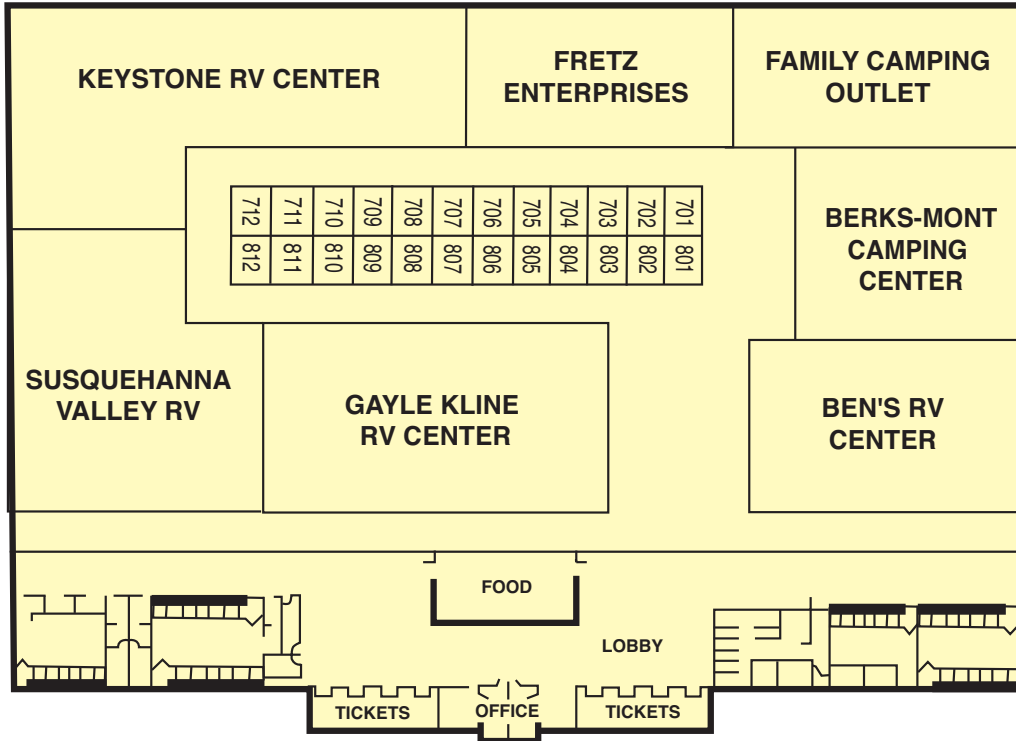 KEYSTONE RV CENTER
FRETZ
ENTERPRISES
FAMILY CAMPING
OUTLET
712 711 710 709 708 707 706 705 704 703 702 701
812 811 810 809 808 807 806 805 804 803 802 801
BERKS-MONT
CAMPING
CENTER
SUSQUEHANNA
VALLEY RV
GAYLE KLINE
RV CENTER
BEN'S RV
CENTER
FOOD
LOBBY
TICKETS
OFFICE
TICKETS